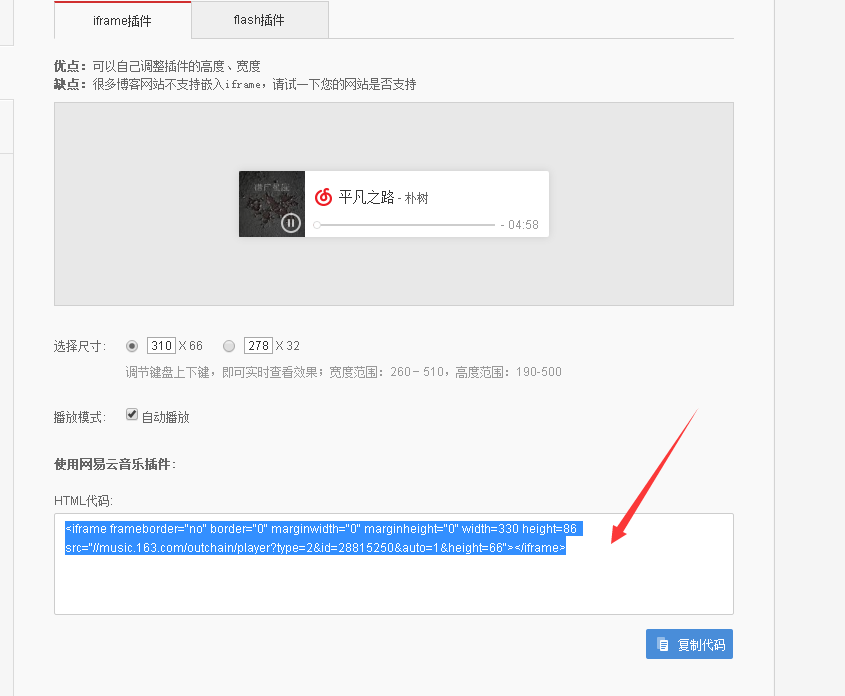 iframe插件
flash插件
优点：可以自己调整插件的高度、宽度
缺点：很多博客网站不支持嵌入iframe，请试一下您的网站是否支持
平凡之路 - 朴树
- 04:58
选择尺寸： 310 X 66 278 X 32
调节键盘上下键，即可实时查看效果；宽度范围：260－510，高度范围：190-500
播放模式： 自动播放
使用网易云音乐插件：
HTML代码:
<iframe frameborder="no" border="0" marginwidth="0" marginheight="0" width=330 height=86
src="//music.163.com/outchain/player?type=2&id=28815250&auto=1&height=66"></iframe>
复制代码